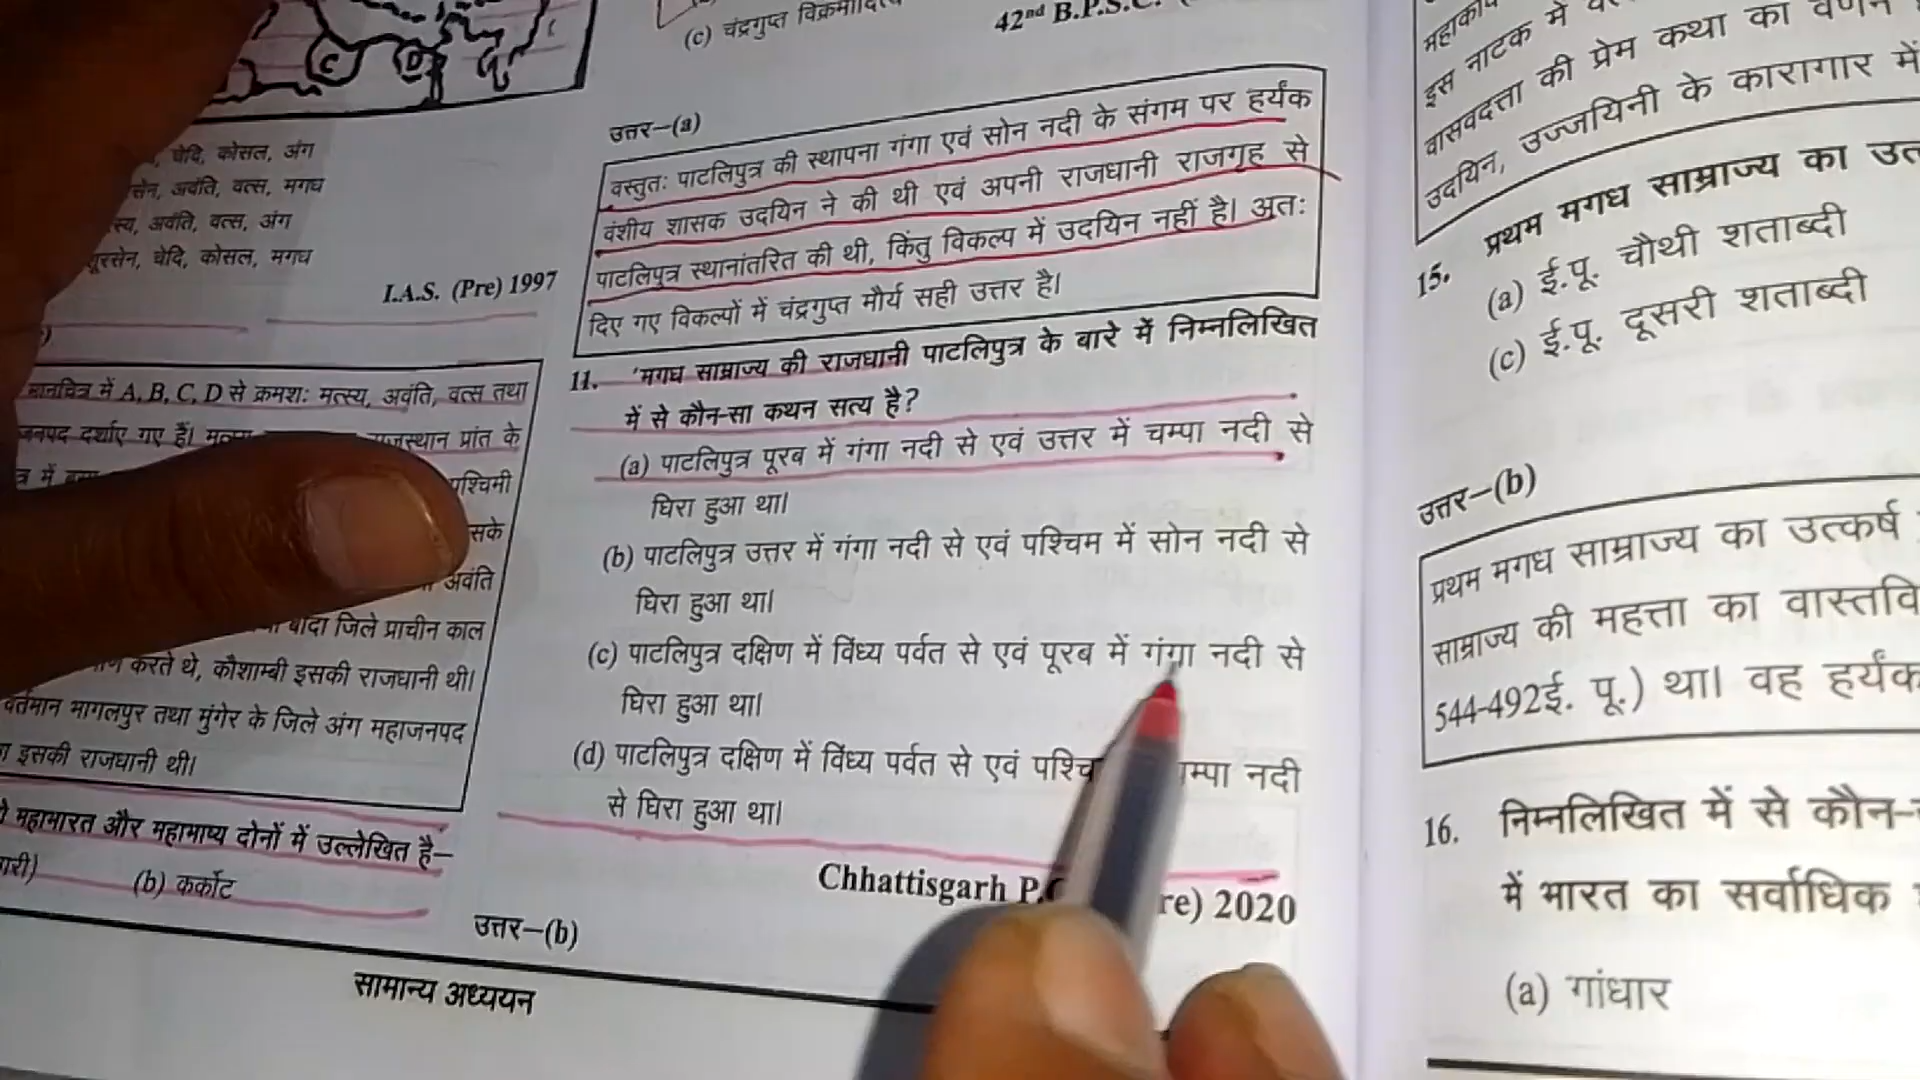 C
D
चेदि, कोसल, अंग
सेन, अवंति, वत्स, मगध
अवंति, वत्स, अंग
चेदि, कोसल, मगध
I.A.S. (Pre) 1997
मानचित्र में A, B, C, D से क्रमशः मत्स्य, अवंति, वत्स तथा
जनपद दर्शाए गए हैं। राजस्थान प्रांत के
में
पश्चिमी
सके
अवंति
बांदा जिले प्राचीन काल
करते थे, कौशाम्बी इसकी राजधानी थी।
वर्तमान भागलपुर तथा मुंगेर के जिले अंग महाजनपद
इसकी राजधानी थी।
महाभारत और महाभाष्य दोनों में उल्लेखित है–
(b) कर्कोट
(c) चंद्रगुप्त विक्रमादित्य
42nd B.P.S.C.
उत्तर–(a)
वस्तुतः पाटलिपुत्र की स्थापना गंगा एवं सोन नदी के संगम पर हर्यंक
वंशीय शासक उदयिन ने की थी एवं अपनी राजधानी राजगृह से
पाटलिपुत्र स्थानांतरित की थी, किंतु विकल्प में उदयिन नहीं है। अतः
दिए गए विकल्पों में चंद्रगुप्त मौर्य सही उत्तर है।
11. 'मगध साम्राज्य की राजधानी पाटलिपुत्र के बारे में निम्नलिखित
में से कौन-सा कथन सत्य है?
(a) पाटलिपुत्र पूरब में गंगा नदी से एवं उत्तर में चम्पा नदी से
घिरा हुआ था।
(b) पाटलिपुत्र उत्तर में गंगा नदी से एवं पश्चिम में सोन नदी से
घिरा हुआ था।
(c) पाटलिपुत्र दक्षिण में विंध्य पर्वत से एवं पूरब में गंगा नदी से
घिरा हुआ था।
(d) पाटलिपुत्र दक्षिण में विंध्य पर्वत से एवं पश्चि म्पा नदी
से घिरा हुआ था।
Chhattisgarh P. re) 2020
उत्तर–(b)
सामान्य अध्ययन
इस नाटक में
वासवदत्ता की प्रेम कथा का वर्णन
उदयिन, उज्जयिनी के कारागार में
15. प्रथम मगध साम्राज्य का
(a) ई.पू. चौथी शताब्दी
(c) ई.पू. दूसरी शताब्दी
उत्तर–(b)
प्रथम मगध साम्राज्य का उत्कर्ष
साम्राज्य की महत्ता का वास्तवि
544-492ई. पू.) था। वह हर्यंक
16. निम्नलिखित में से कौन-
में भारत का सर्वाधिक
(a) गांधार